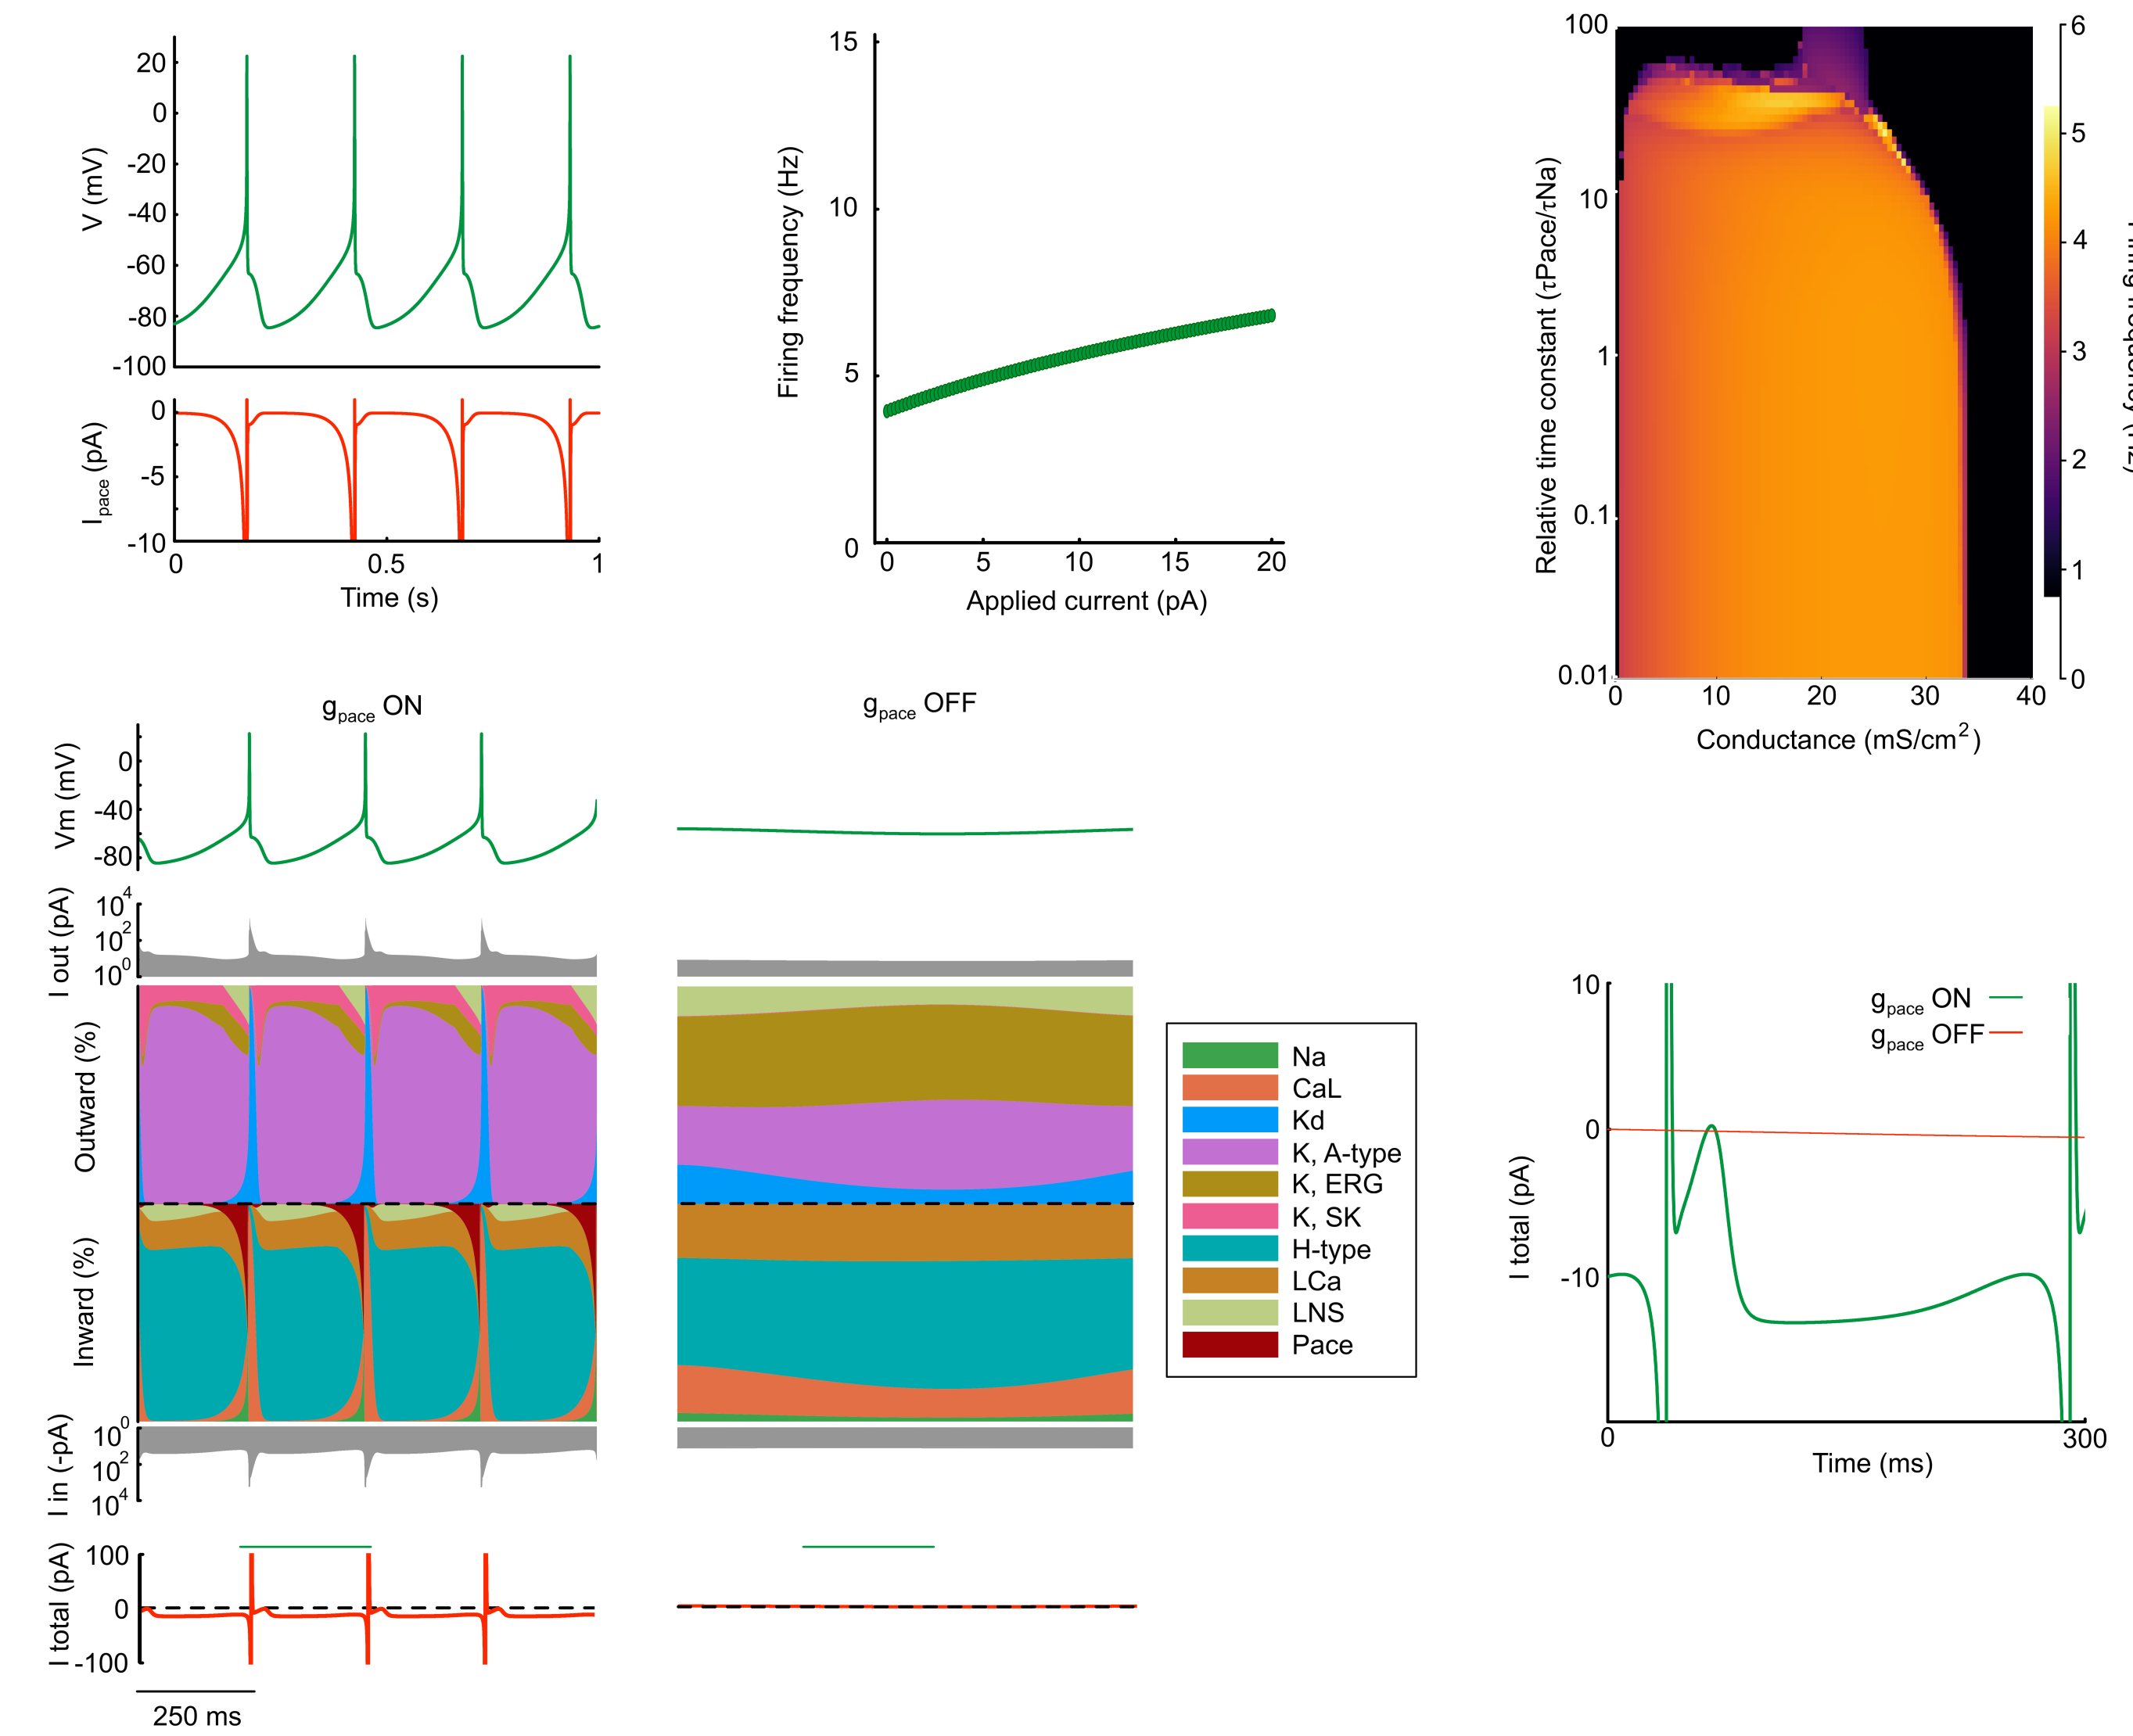 20
0
-20
-40
-60
-80
-100
V (mV)
0
-5
-10
Ipace (pA)
0 0.5 1
Time (s)
15
10
5
0
Firing frequency (Hz)
0 5 10 15 20
Applied current (pA)
100
10
1
0.1
0.01
Relative time constant (τPace/τNa)
0 10 20 30 40
Conductance (mS/cm2)
6
5
4
3
2
1
0
gpace ON
gpace OFF
0
-40
-80
Vm (mV)
104
102
100
I out (pA)
Outward (%)
Inward (%)
100
102
104
I in (-pA)
100
0
-100
I total (pA)
250 ms
Na
CaL
Kd
K, A-type
K, ERG
K, SK
H-type
LCa
LNS
Pace
10
0
-10
I total (pA)
gpace ON
gpace OFF
0 300
Time (ms)